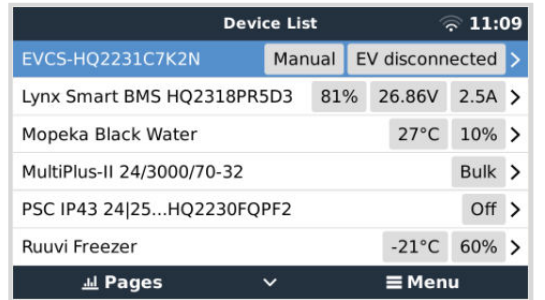 Device List 11:09
EVCS-HQ2231C7K2N Manual EV disconnected >
Lynx Smart BMS HQ2318PR5D3 81% 26.86V 2.5A >
Mopeka Black Water 27°C 10% >
MultiPlus-II 24/3000/70-32 Bulk >
PSC IP43 24|25...HQ2230FQPF2 Off >
Ruuvi Freezer -21°C 60% >
Pages Menu